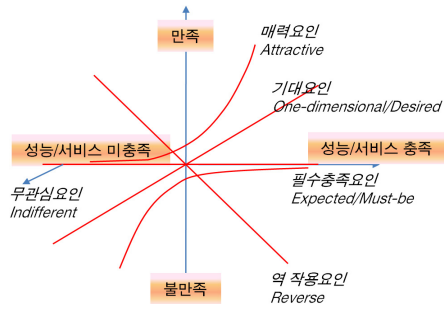 만족
매력요인
Attractive
기대요인
One-dimensional/Desired
성능/서비스 미충족
성능/서비스 충족
무관심요인
Indifferent
필수충족요인
Expected/Must-be
불만족
역 작용요인
Reverse